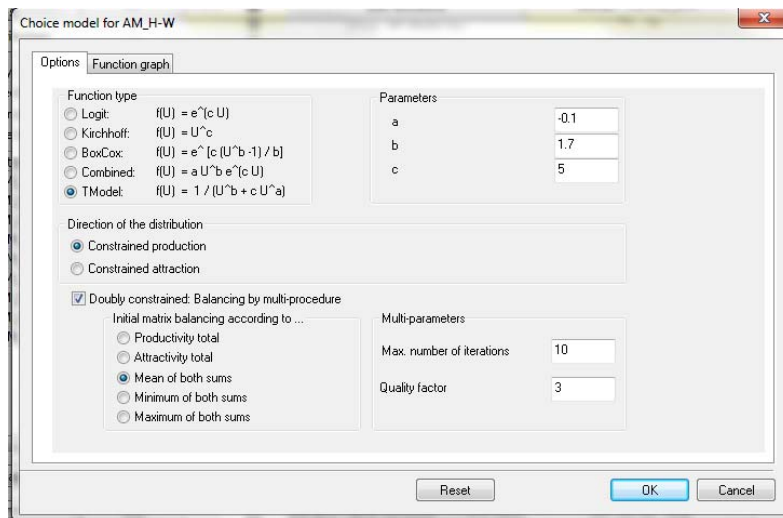 Choice model for AM_H-W
Options Function graph
Function type
Logit: f(U) = e^(c U)
Kirchhoff: f(U) = U^c
BoxCox: f(U) = e^ [c (U^b -1) / b]
Combined: f(U) = a U^b e^(c U)
TModel: f(U) = 1 / (U^b + c U^a)
Parameters
a -0.1
b 1.7
c 5
Direction of the distribution
Constrained production
Constrained attraction
Doubly constrained: Balancing by multi-procedure
Initial matrix balancing according to ...
Productivity total
Attractivity total
Mean of both sums
Minimum of both sums
Maximum of both sums
Multi-parameters
Max. number of iterations 10
Quality factor 3
Reset OK Cancel